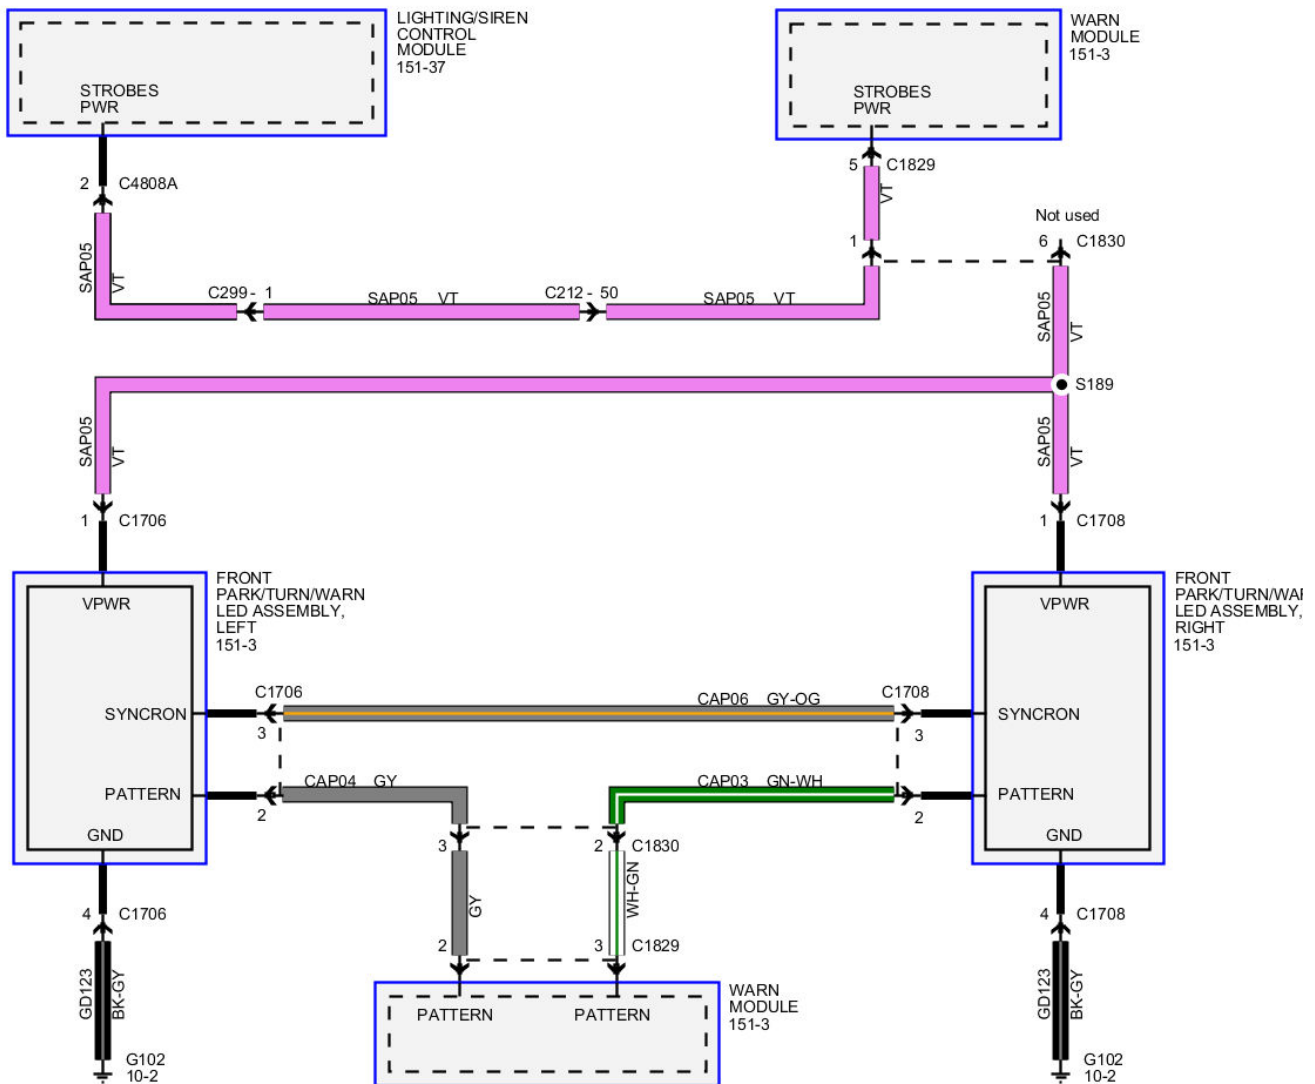 LIGHTING/SIREN
CONTROL
MODULE
151-37
STROBES
PWR
WARN
MODULE
151-3
STROBES
PWR
2 C4808A
5 C1829
VT
Not used
1
6 C1830
SAP05 VT
C299 - 1
SAP05 VT
C212 - 50
SAP05 VT
SAP05 VT
S189
SAP05 VT
SAP05 VT
1 C1706
1 C1708
FRONT
PARK/TURN/WARN
LED ASSEMBLY,
LEFT
151-3
VPWR
SYNCRON
PATTERN
GND
FRONT
PARK/TURN/WAR
LED ASSEMBLY,
RIGHT
151-3
VPWR
SYNCRON
PATTERN
GND
C1706
3
CAP06 GY-OG
C1708
3
CAP04 GY
2
CAP03 GN-WH
2
3
2 C1830
GY
WH-GN
2
3 C1829
4 C1706
4 C1708
GD123 BK-GY
GD123 BK-GY
WARN
MODULE
151-3
PATTERN
PATTERN
G102
10-2
G102
10-2